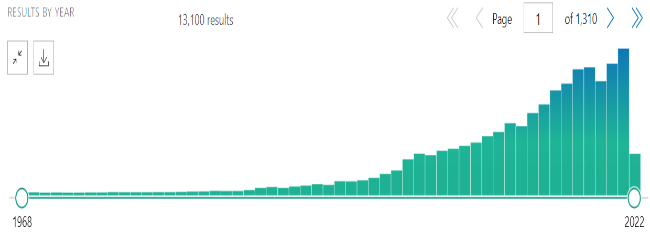 RESULTS BY YEAR
13,100 results
Page 1 of 1,310
1968
2022